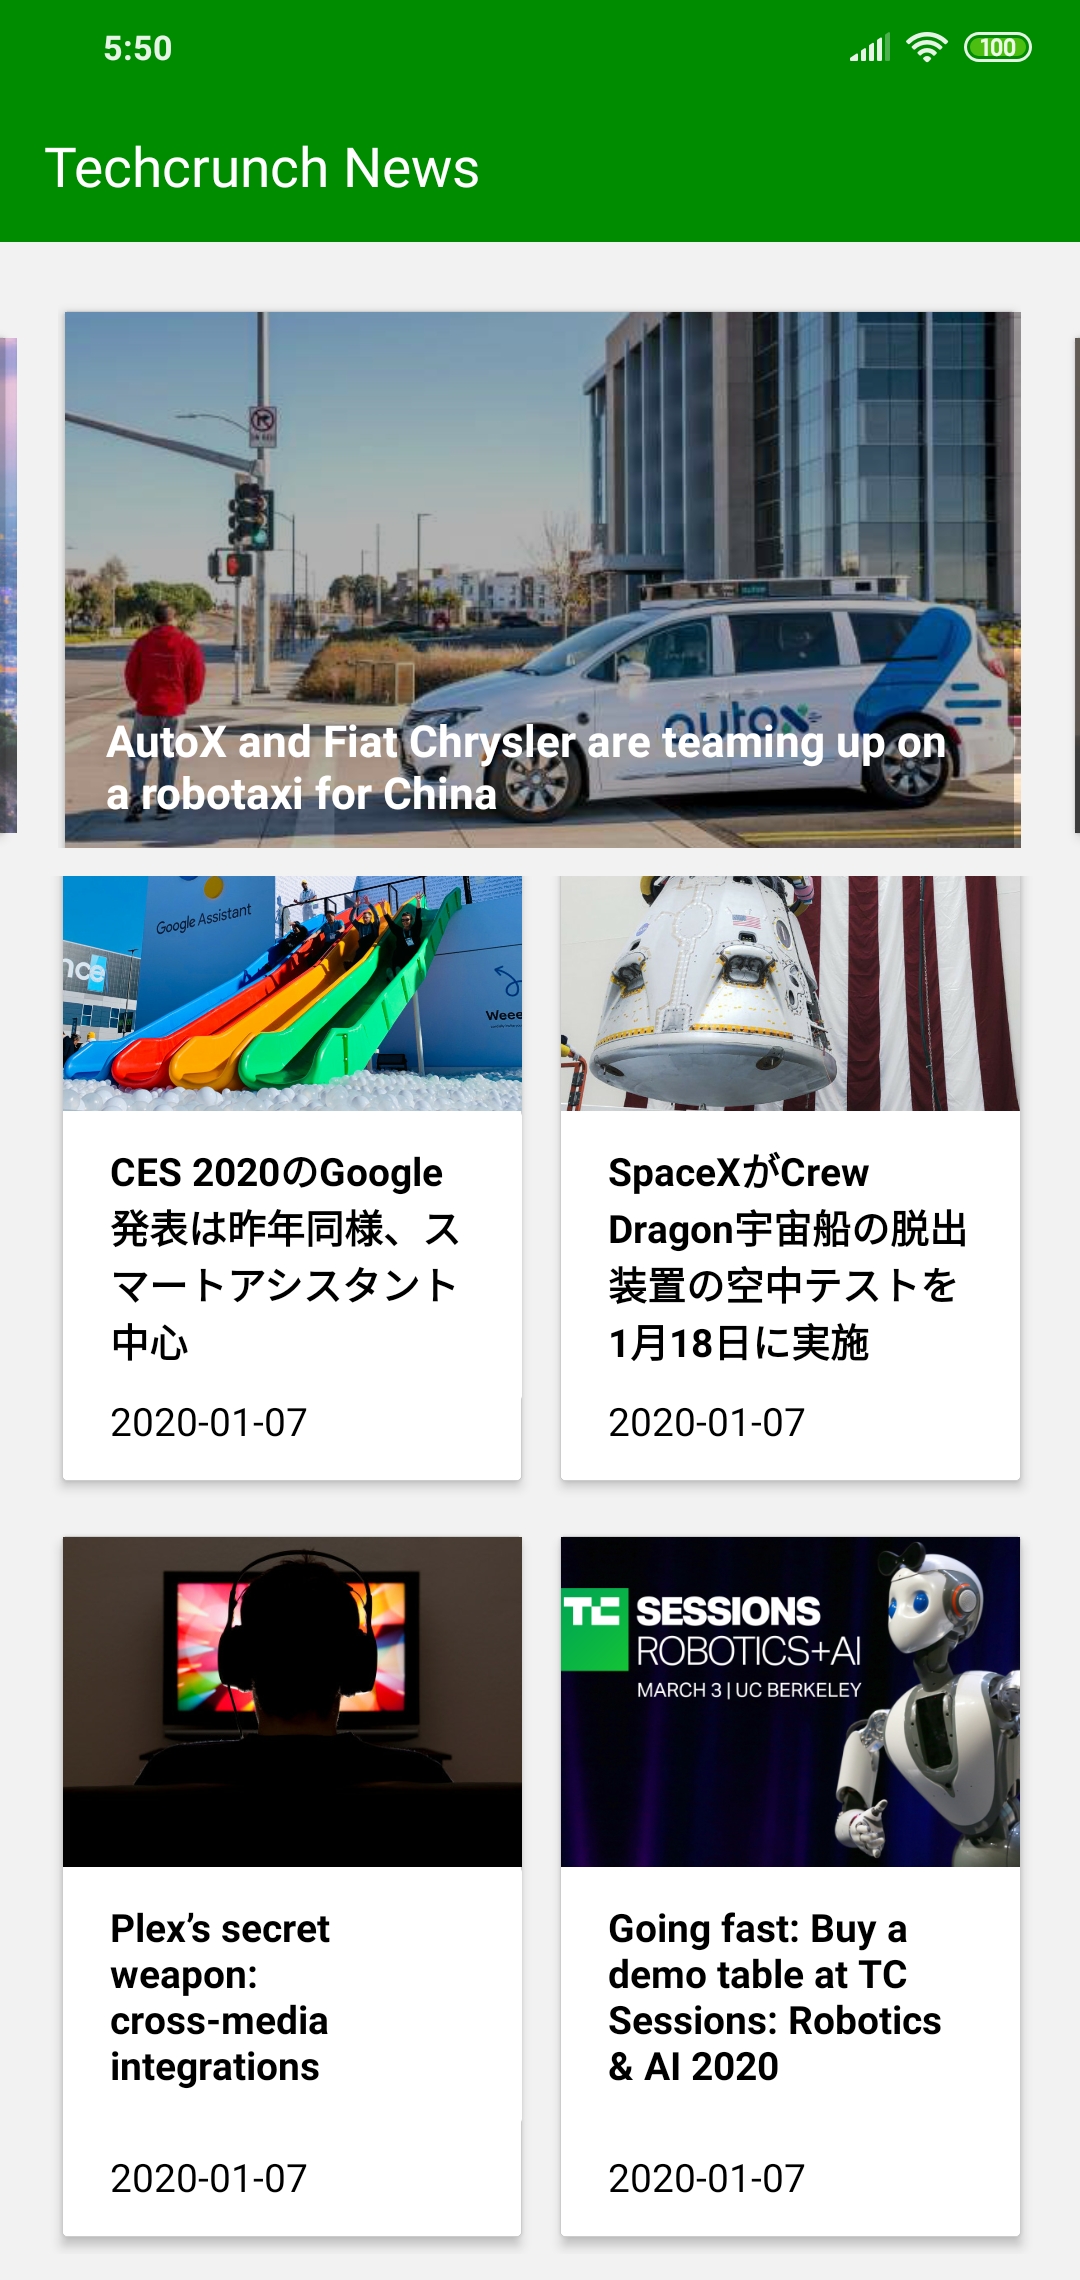 5:50
100
Techcrunch News
autox
AutoX and Fiat Chrysler are teaming up on
a robotaxi for China
Google Assistant
nce
Weee
CES 2020のGoogle
発表は昨年同様、ス
マートアシスタント
中心
2020-01-07
SpaceXがCrew
Dragon宇宙船の脱出
装置の空中テストを
1月18日に実施
2020-01-07
Plex’s secret
weapon:
cross-media
integrations
2020-01-07
TC SESSIONS
ROBOTICS+AI
MARCH 3 | UC BERKELEY
Going fast: Buy a
demo table at TC
Sessions: Robotics
& AI 2020
2020-01-07